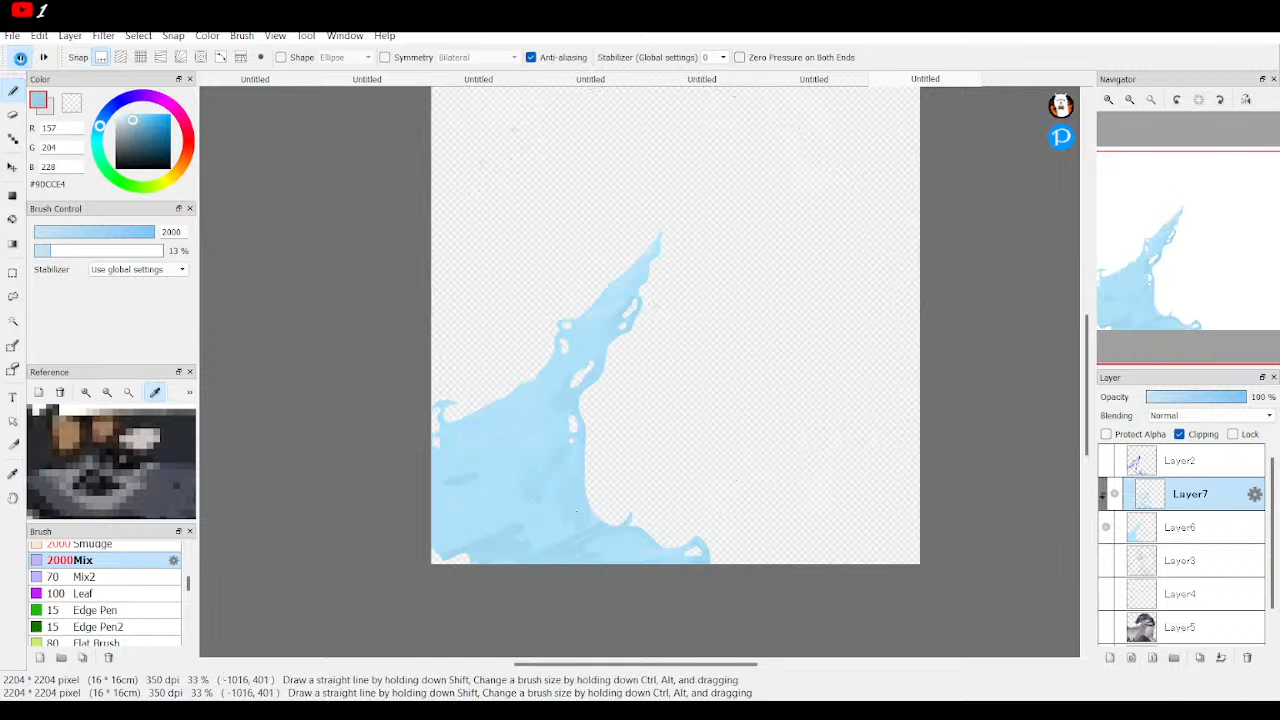 1
File Edit Layer Filter Select Snap Color Brush View Tool Window Help
Snap Shape Ellipse Symmetry Bilateral Anti-aliasing Stabilizer (Global settings) 0 Zero Pressure on Both Ends
Color
Untitled Untitled Untitled Untitled Untitled Untitled Untitled
Navigator
R 157
G 204
B 228
#9DCCE4
Brush Control
2000
13 %
Stabilizer Use global settings
Reference
Brush
2000 Smudge
2000 Mix
70 Mix2
100 Leaf
15 Edge Pen
15 Edge Pen2
80 Flat Brush
Layer
Opacity 100 %
Blending Normal
Protect Alpha Clipping Lock
Layer2
Layer7
Layer6
Layer3
Layer4
Layer5
2204 * 2204 pixel (16 * 16cm) 350 dpi 33 % ( -1016, 401) Draw a straight line by holding down Shift, Change a brush size by holding down Ctrl, Alt, and dragging
2204 * 2204 pixel (16 * 16cm) 350 dpi 33 % ( -1016, 401) Draw a straight line by holding down Shift, Change a brush size by holding down Ctrl, Alt, and dragging